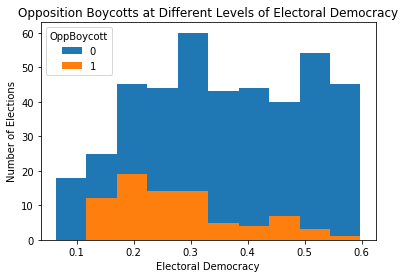 Opposition Boycotts at Different Levels of Electoral Democracy
OppBoycott
0
1
Number of Elections
60
50
40
30
20
10
0
0.1 0.2 0.3 0.4 0.5 0.6
Electoral Democracy